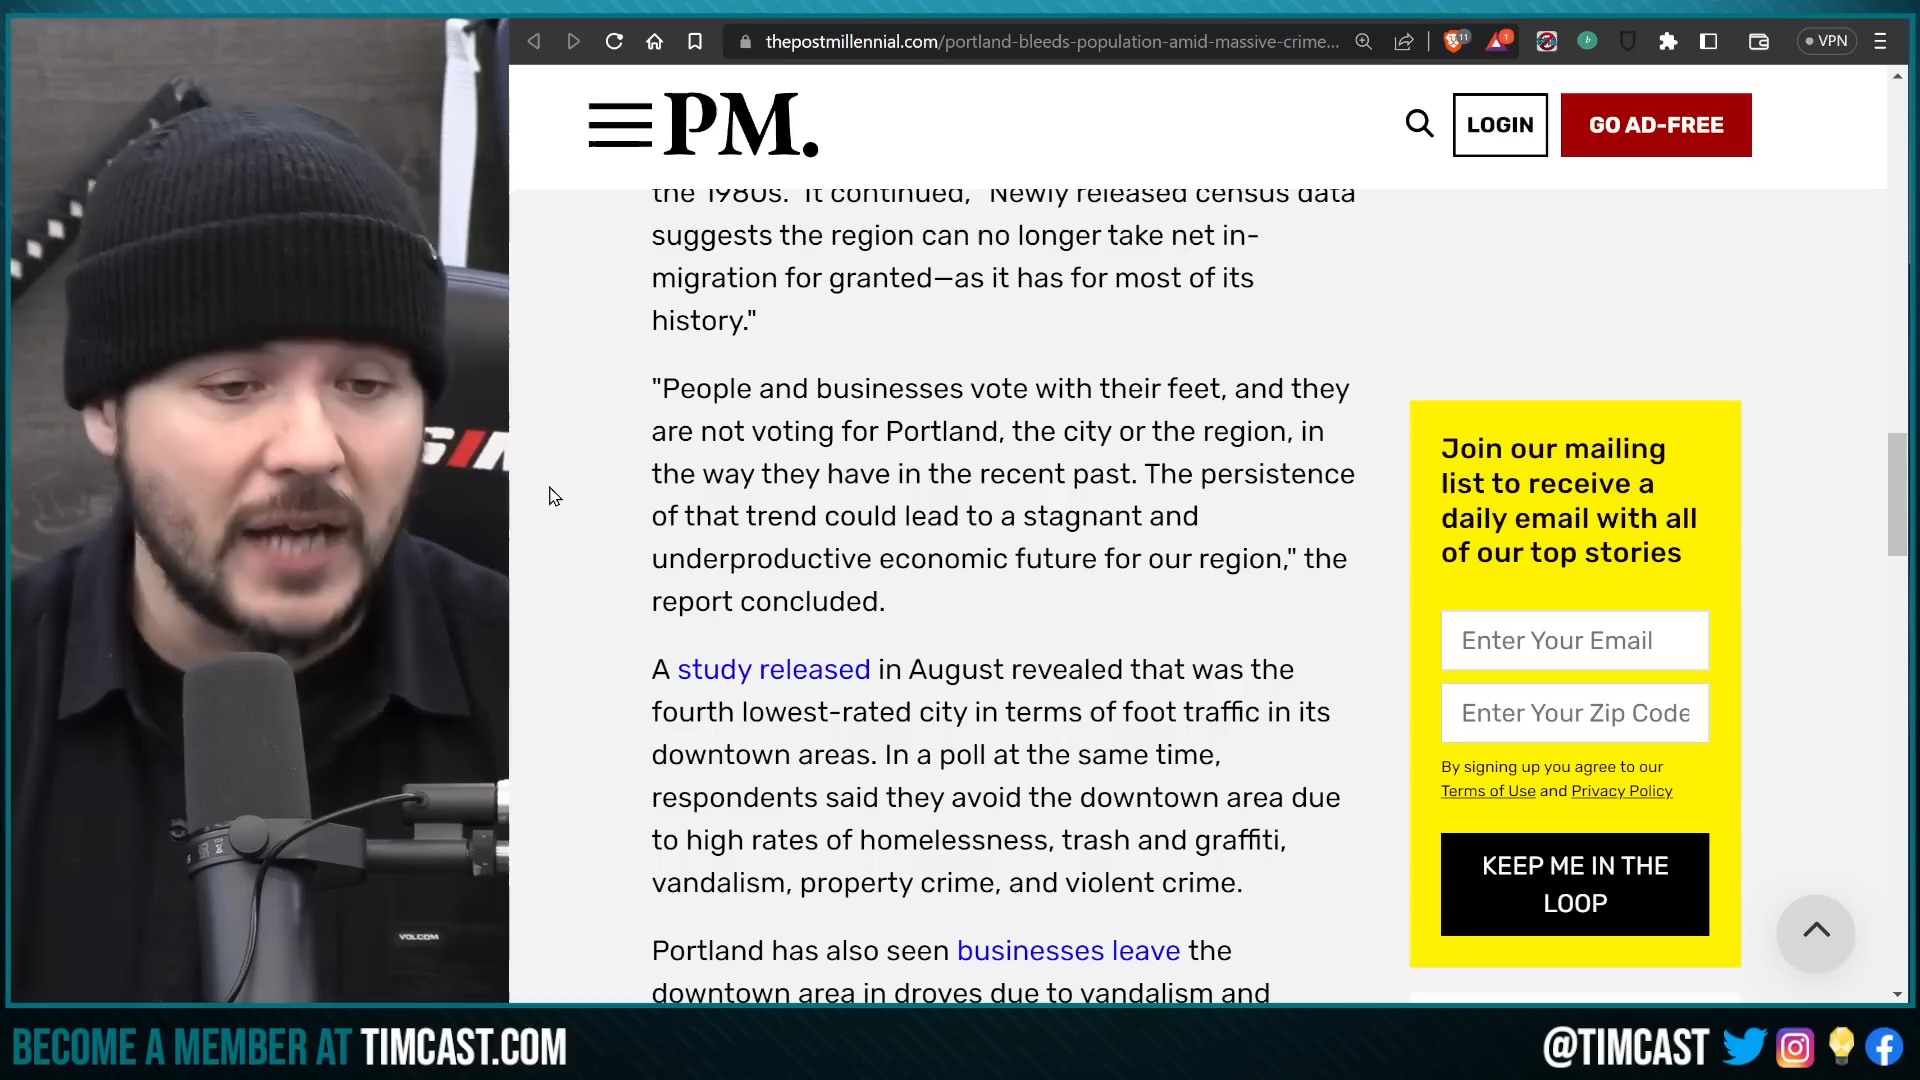 thepostmillennial.com/portland-bleeds-population-amid-massive-crime...
11
1
VPN
PM.
LOGIN
GO AD-FREE
the 1980s." It continued, "Newly released census data
suggests the region can no longer take net in-
migration for granted—as it has for most of its
history."
"People and businesses vote with their feet, and they
are not voting for Portland, the city or the region, in
the way they have in the recent past. The persistence
of that trend could lead to a stagnant and
underproductive economic future for our region," the
report concluded.
A study released in August revealed that was the
fourth lowest-rated city in terms of foot traffic in its
downtown areas. In a poll at the same time,
respondents said they avoid the downtown area due
to high rates of homelessness, trash and graffiti,
vandalism, property crime, and violent crime.
Portland has also seen businesses leave the
downtown area in droves due to vandalism and
Join our mailing
list to receive a
daily email with all
of our top stories
Enter Your Email
Enter Your Zip Code
By signing up you agree to our
Terms of Use and Privacy Policy
KEEP ME IN THE
LOOP
VOLCOM
BECOME A MEMBER AT TIMCAST.COM
@TIMCAST